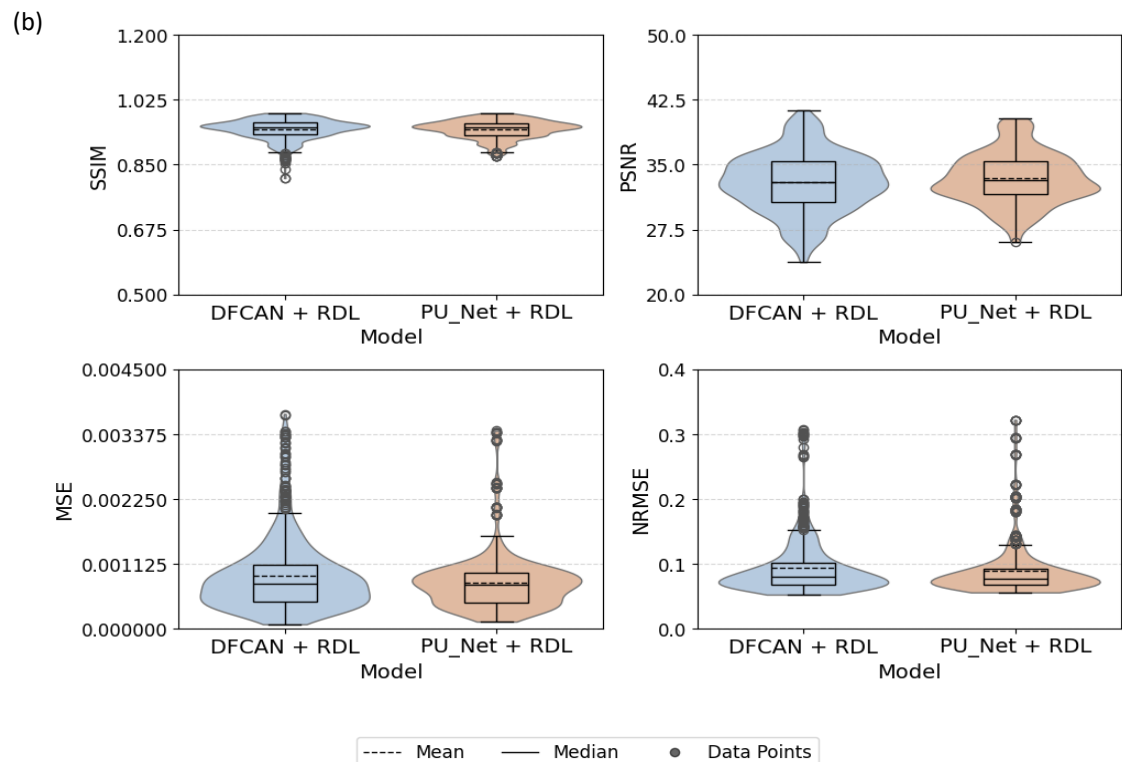 (b)
SSIM
1.200
1.025
0.850
0.675
0.500
DFCAN + RDL
PU_Net + RDL
Model
PSNR
50.0
42.5
35.0
27.5
20.0
DFCAN + RDL
PU_Net + RDL
Model
MSE
0.004500
0.003375
0.002250
0.001125
0.000000
DFCAN + RDL
PU_Net + RDL
Model
NRMSE
0.4
0.3
0.2
0.1
0.0
DFCAN + RDL
PU_Net + RDL
Model
Mean
Median
Data Points